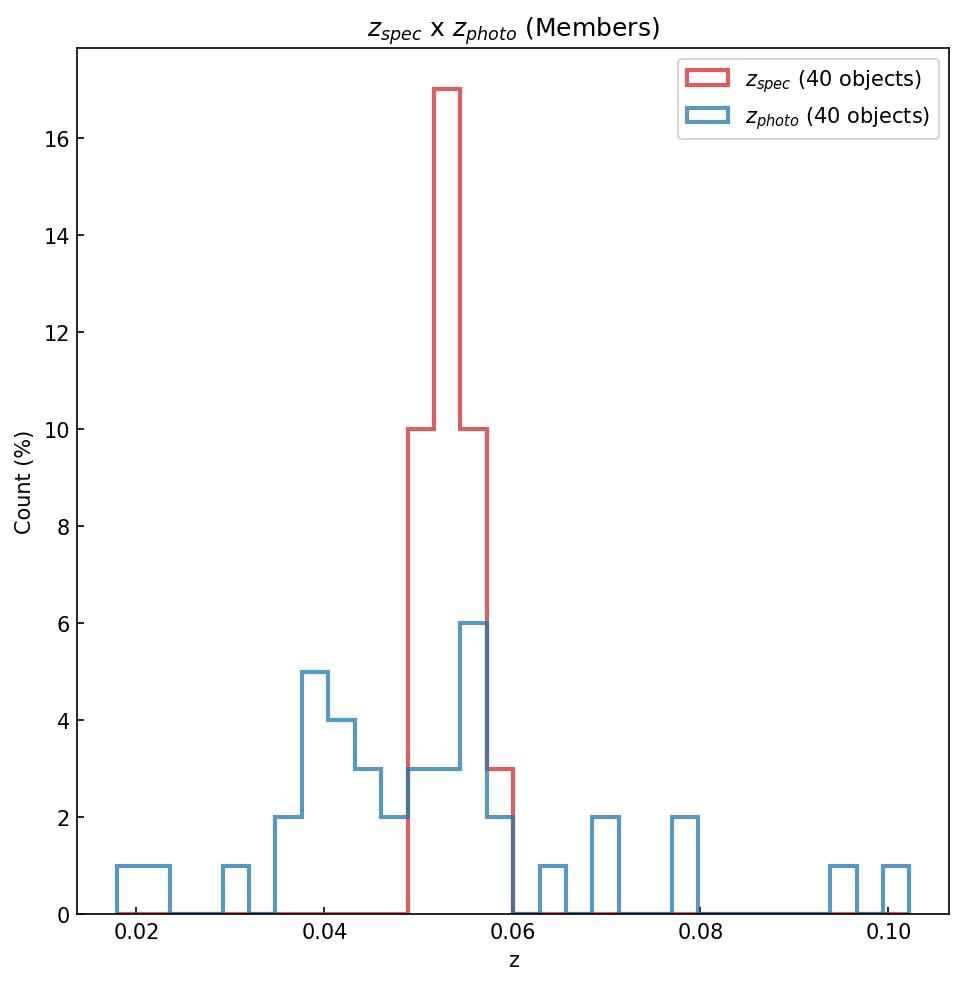 z_spec x z_photo (Members)
z_spec (40 objects)
z_photo (40 objects)
16
14
12
10
8
6
4
2
0
Count (%)
0.02 0.04 0.06 0.08 0.10
z